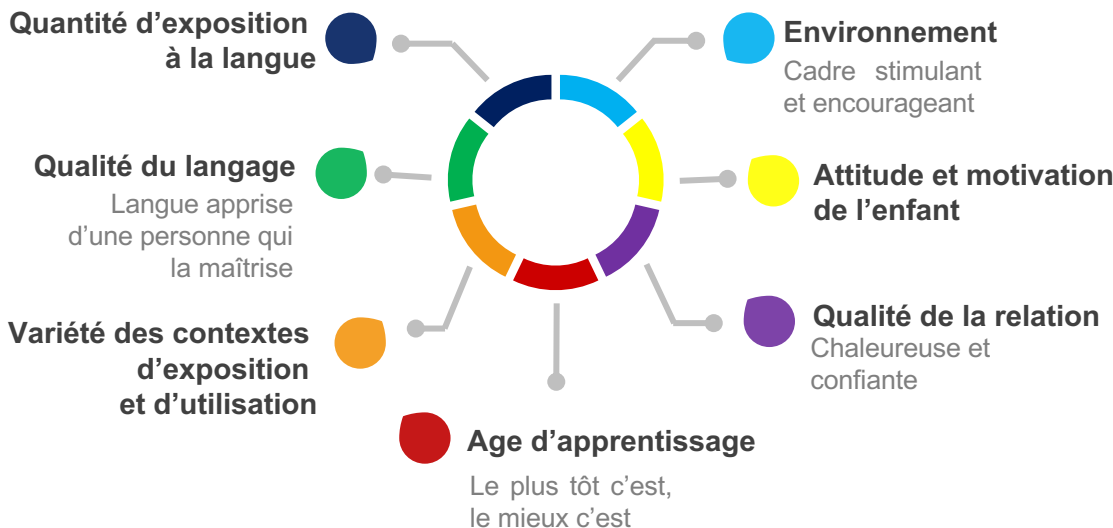 Quantité d’exposition
à la langue
Environnement
Cadre stimulant
et encourageant
Qualité du langage
Langue apprise
d’une personne qui
la maîtrise
Attitude et motivation
de l’enfant
Variété des contextes
d’exposition
et d’utilisation
Qualité de la relation
Chaleureuse et
confiante
Age d’apprentissage
Le plus tôt c’est,
le mieux c’est